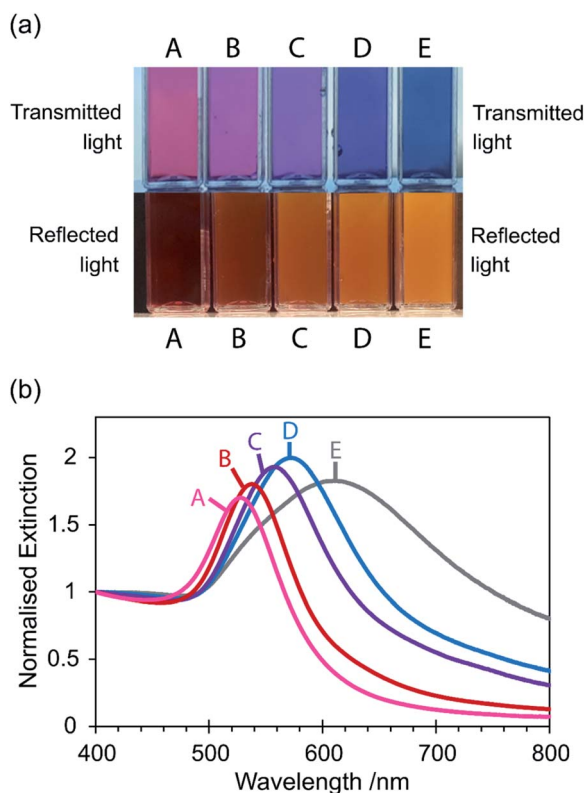 (a)
A B C D E
Transmitted light
Transmitted light
Reflected light
Reflected light
A B C D E
(b)
Normalised Extinction
2
1.5
1
0.5
0
A
B
C
D
E
400 500 600 700 800
Wavelength /nm